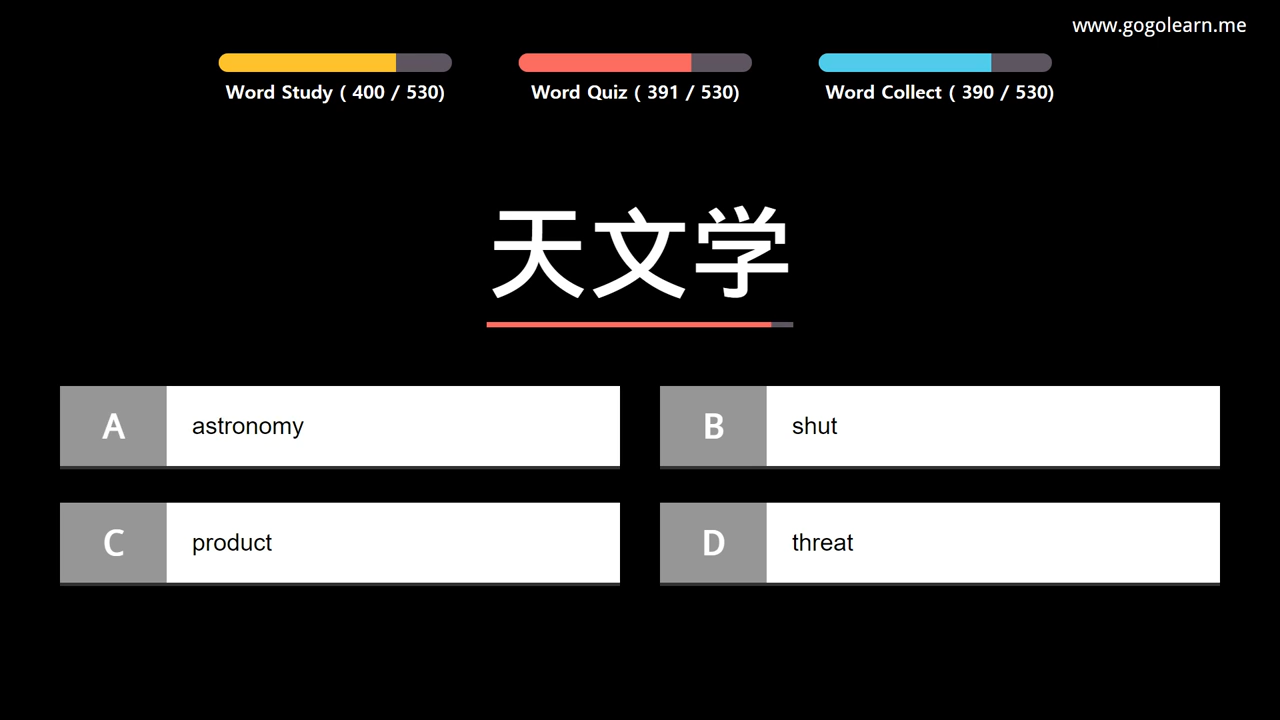 www.gogolearn.me
Word Study ( 400 / 530)
Word Quiz ( 391 / 530)
Word Collect ( 390 / 530)
天文学
A astronomy
B shut
C product
D threat